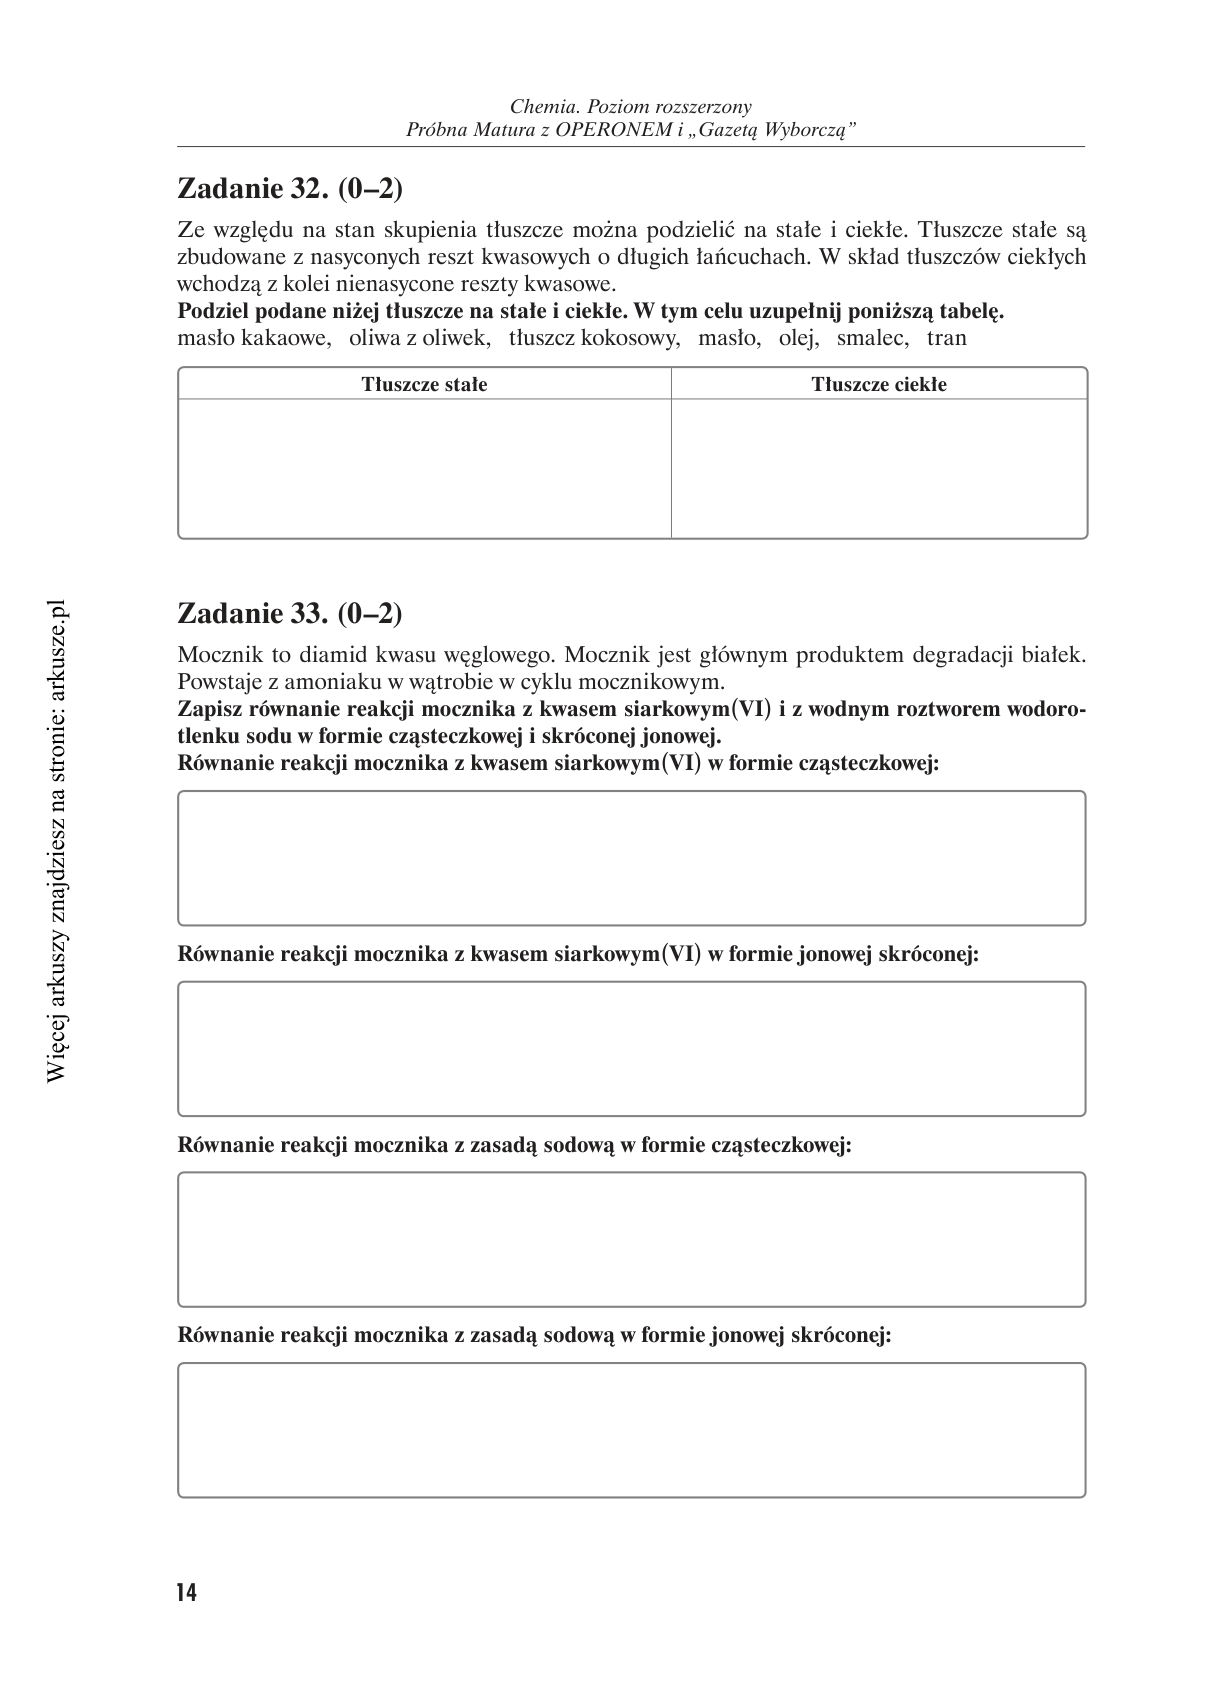 Chemia. Poziom rozszerzony
Próbna Matura z OPERONEM i „Gazetą Wyborczą”
Zadanie 32. (0–2)
Ze względu na stan skupienia tłuszcze można podzielić na stałe i ciekłe. Tłuszcze stałe są
zbudowane z nasyconych reszt kwasowych o długich łańcuchach. W skład tłuszczów ciekłych
wchodzą z kolei nienasycone reszty kwasowe.
Podziel podane niżej tłuszcze na stałe i ciekłe. W tym celu uzupełnij poniższą tabelę.
masło kakaowe, oliwa z oliwek, tłuszcz kokosowy, masło, olej, smalec, tran
Tłuszcze stałe Tłuszcze ciekłe
Zadanie 33. (0–2)
Mocznik to diamid kwasu węglowego. Mocznik jest głównym produktem degradacji białek.
Powstaje z amoniaku w wątrobie w cyklu mocznikowym.
Zapisz równanie reakcji mocznika z kwasem siarkowym(VI) i z wodnym roztworem wodoro-
tlenku sodu w formie cząsteczkowej i skróconej jonowej.
Równanie reakcji mocznika z kwasem siarkowym(VI) w formie cząsteczkowej:
Równanie reakcji mocznika z kwasem siarkowym(VI) w formie jonowej skróconej:
Równanie reakcji mocznika z zasadą sodową w formie cząsteczkowej:
Równanie reakcji mocznika z zasadą sodową w formie jonowej skróconej:
14
Więcej arkuszy znajdziesz na stronie: arkusze.pl